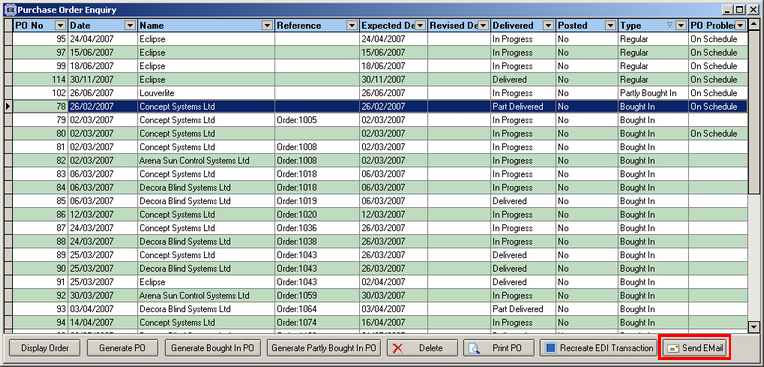 Purchase Order Enquiry
PO No Date Name Reference Expected De Revised De Delivered Posted Type PO Problem
95 24/04/2007 Eclipse 24/04/2007 In Progress No Regular On Schedule
97 15/06/2007 Eclipse 15/06/2007 In Progress No Regular On Schedule
99 18/06/2007 Eclipse 18/06/2007 In Progress No Regular On Schedule
114 30/11/2007 Eclipse 30/11/2007 Delivered No Regular On Schedule
102 26/06/2007 Louverlite 26/06/2007 In Progress No Partly Bought In On Schedule
78 26/02/2007 Concept Systems Ltd 26/02/2007 Part Delivered No Bought In On Schedule
79 02/03/2007 Concept Systems Ltd Order:1005 02/03/2007 In Progress No Bought In
80 02/03/2007 Concept Systems Ltd 02/03/2007 In Progress No Bought In On Schedule
81 02/03/2007 Concept Systems Ltd Order:1008 02/03/2007 In Progress No Bought In
82 02/03/2007 Arena Sun Control Systems Ltd Order:1008 02/03/2007 In Progress No Bought In
83 06/03/2007 Concept Systems Ltd Order:1018 06/03/2007 In Progress No Bought In
84 06/03/2007 Decora Blind Systems Ltd Order:1018 06/03/2007 In Progress No Bought In
85 06/03/2007 Decora Blind Systems Ltd Order:1019 06/03/2007 Delivered No Bought In
86 12/03/2007 Concept Systems Ltd Order:1020 12/03/2007 In Progress No Bought In
87 24/03/2007 Concept Systems Ltd Order:1036 26/03/2007 In Progress No Bought In
88 24/03/2007 Decora Blind Systems Ltd Order:1038 26/03/2007 In Progress No Bought In
89 25/03/2007 Concept Systems Ltd Order:1043 26/03/2007 Delivered No Bought In
90 25/03/2007 Decora Blind Systems Ltd Order:1043 26/03/2007 Delivered No Bought In
91 25/03/2007 Eclipse Order:1043 02/04/2007 Delivered No Bought In
92 30/03/2007 Arena Sun Control Systems Ltd Order:1059 30/03/2007 In Progress No Bought In
93 03/04/2007 Decora Blind Systems Ltd Order:1064 03/04/2007 Part Delivered No Bought In
94 14/04/2007 Concept Systems Ltd Order:1074 16/04/2007 In Progress No Bought In
Display Order Generate PO Generate Bought In PO Generate Partly Bought In PO Delete Print PO Recreate EDI Transaction Send EMail